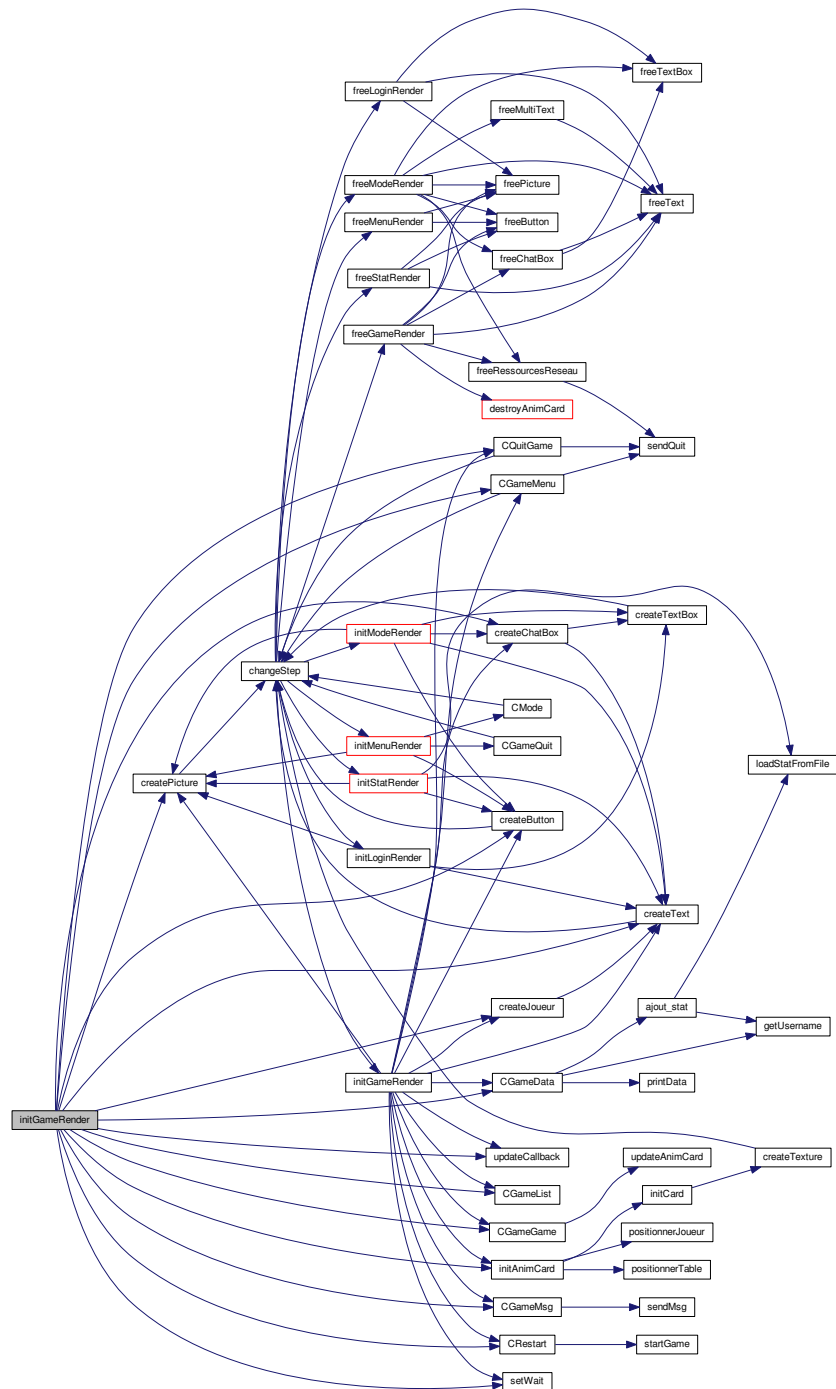 freeTextBox
freeLoginRender
freeMultiText
freeModeRender
freePicture
freeText
freeMenuRender
freeButton
freeChatBox
freeStatRender
freeGameRender
freeRessourcesReseau
destroyAnimCard
CQuitGame
sendQuit
CGameMenu
createTextBox
initModeRender
createChatBox
changeStep
CMode
initMenuRender
CGameQuit
loadStatFromFile
createPicture
initStatRender
createButton
initLoginRender
createText
createJoueur
ajout_stat
getUsername
initGameRender
CGameData
printData
initGameRender
updateCallback
updateAnimCard
createTexture
CGameList
initCard
CGameGame
positionnerJoueur
initAnimCard
positionnerTable
CGameMsg
sendMsg
CRestart
startGame
setWait